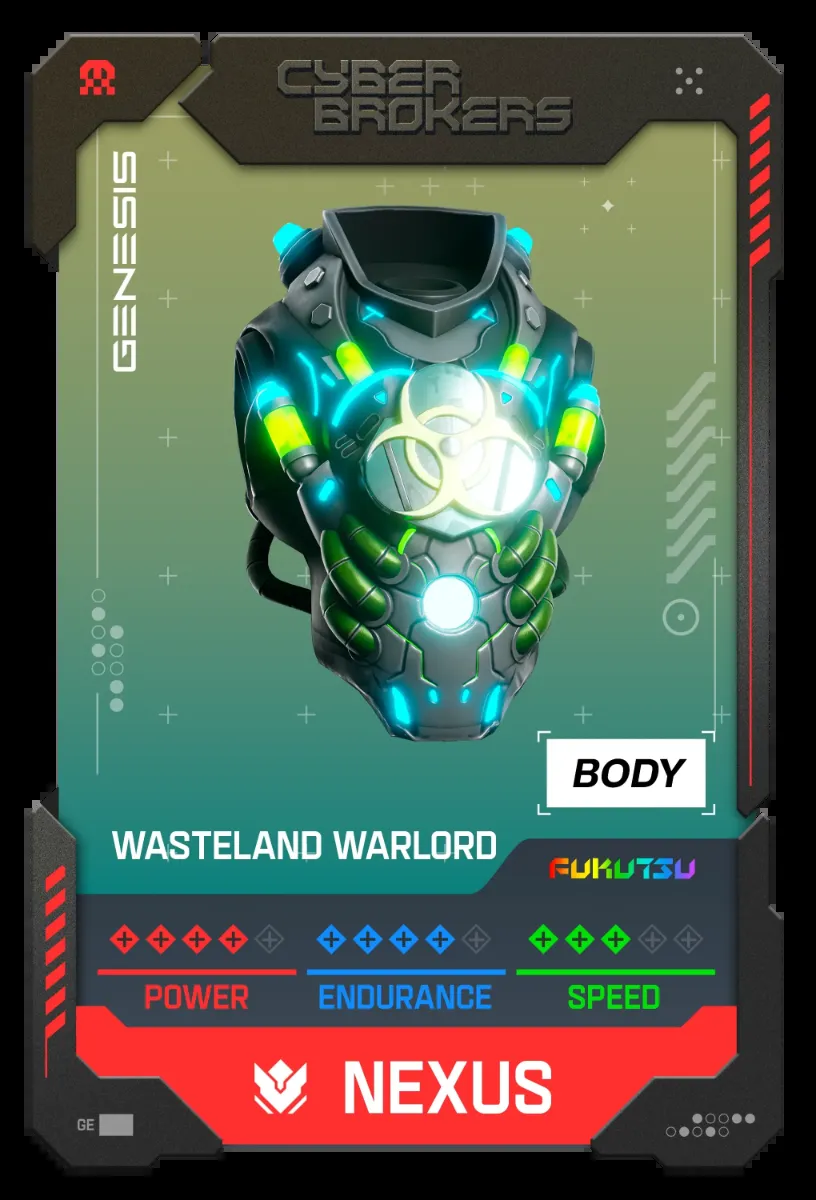 CYBER
BROKERS
GENESIS
BODY
WASTELAND WARLORD
FUKUTSU
POWER
ENDURANCE
SPEED
NEXUS
GE